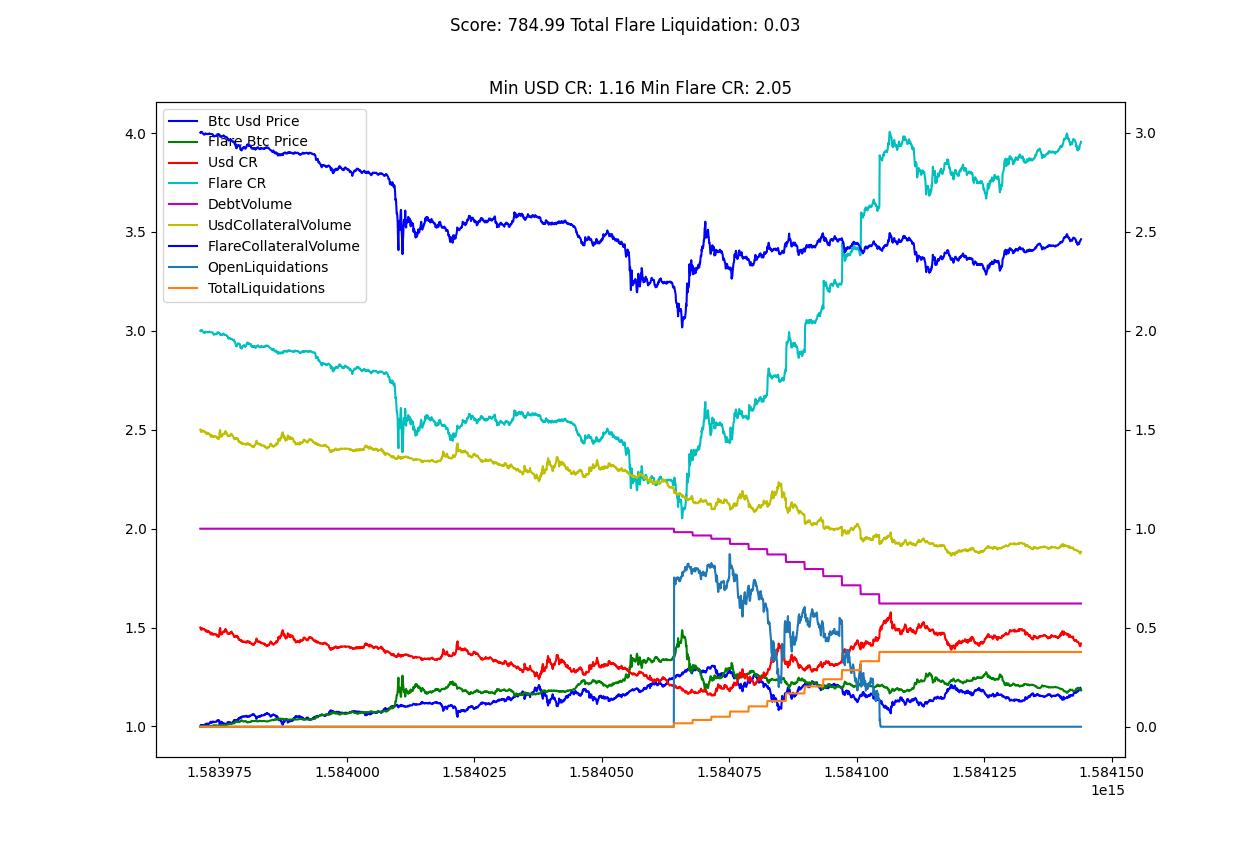 Score: 784.99 Total Flare Liquidation: 0.03
Min USD CR: 1.16 Min Flare CR: 2.05
Btc Usd Price
Flare Btc Price
Usd CR
Flare CR
DebtVolume
UsdCollateralVolume
FlareCollateralVolume
OpenLiquidations
TotalLiquidations
4.0
3.5
3.0
2.5
2.0
1.5
1.0
3.0
2.5
2.0
1.5
1.0
0.5
0.0
1.583975 1.584000 1.584025 1.584050 1.584075 1.584100 1.584125 1.584150
1e15